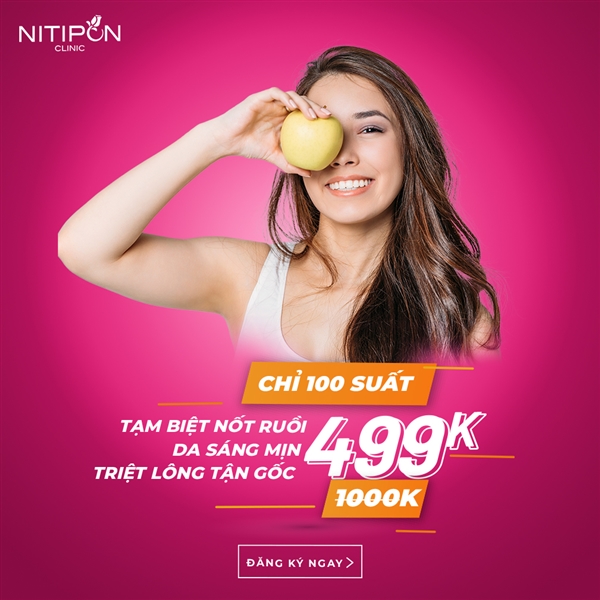 NITIPON
CLINIC
CHỈ 100 SUẤT
TẠM BIỆT NỐT RUỒI
DA SÁNG MỊN
TRIỆT LÔNG TẬN GỐC
499K
1000K
ĐĂNG KÝ NGAY